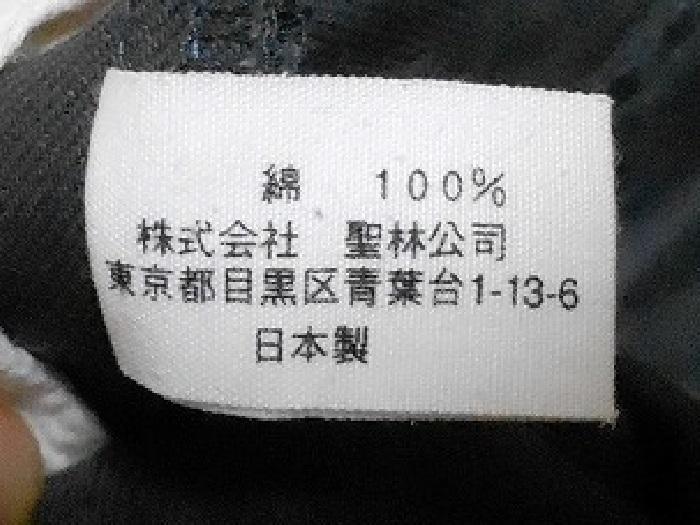 綿 100%
株式会社 聖林公司
東京都目黒区青葉台1-13-6
日本製